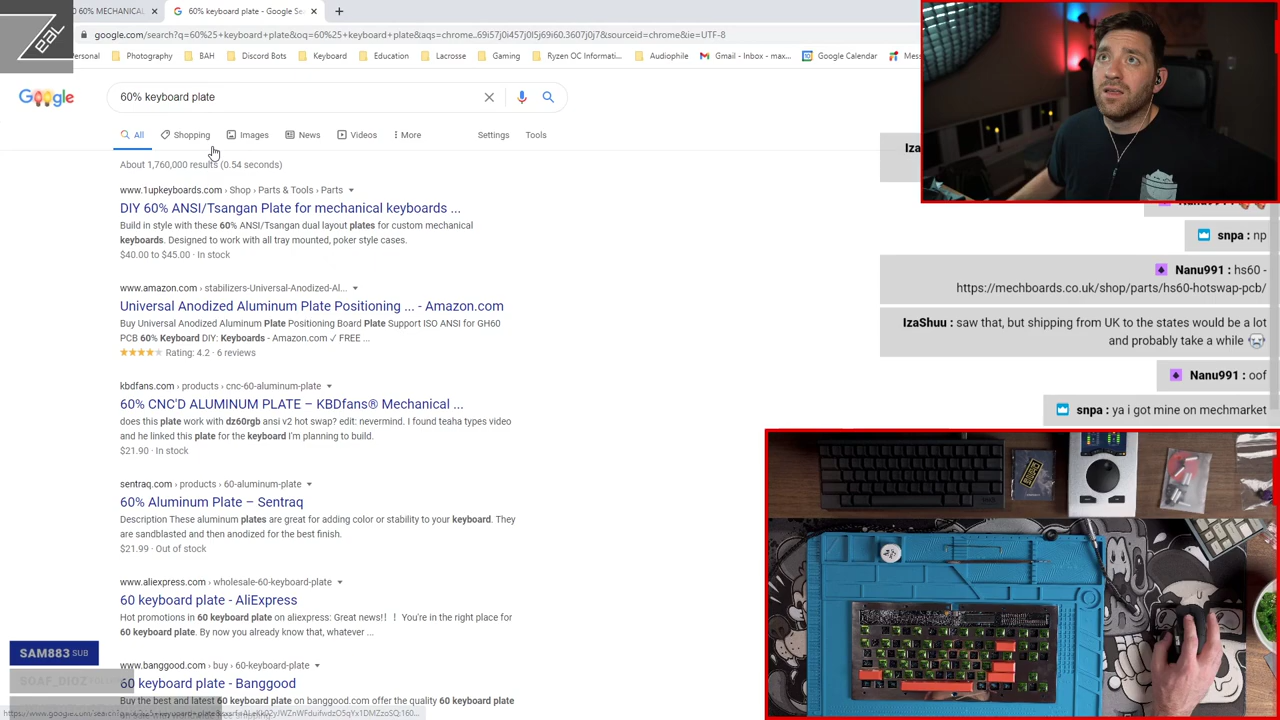 Zeal
0 60% MECHANICAL
60% keyboard plate - Google Sea
google.com/search?q=60%25+keyboard+plate&oq=60%25+keyboard+plate&aqs=chrome..69i57j0i457j0l5j69i60.3607j0j7&sourceid=chrome&ie=UTF-8
Personal Photography BAH Discord Bots Keyboard Education Lacrosse Gaming Ryzen OC Informati... Audiophile Gmail - Inbox - max... Google Calendar Mess
60% keyboard plate
All Shopping Images News Videos More Settings Tools
About 1,760,000 results (0.54 seconds)
www.1upkeyboards.com › Shop › Parts & Tools › Parts
DIY 60% ANSI/Tsangan Plate for mechanical keyboards ...
Build in style with these 60% ANSI/Tsangan dual layout plates for custom mechanical
keyboards. Designed to work with all tray mounted, poker style cases.
$40.00 to $45.00 · In stock
www.amazon.com › stabilizers-Universal-Anodized-Al...
Universal Anodized Aluminum Plate Positioning ... - Amazon.com
Buy Universal Anodized Aluminum Plate Positioning Board Plate Support ISO ANSI for GH60
PCB 60% Keyboard DIY: Keyboards - Amazon.com ✓ FREE ...
Rating: 4.2 · 6 reviews
kbdfans.com › products › cnc-60-aluminum-plate
60% CNC'D ALUMINUM PLATE – KBDfans® Mechanical ...
does this plate work with dz60rgb ansi v2 hot swap? edit: nevermind. I found teaha types video
and he linked this plate for the keyboard I'm planning to build.
$21.90 · In stock
sentraq.com › products › 60-aluminum-plate
60% Aluminum Plate – Sentraq
Description These aluminum plates are great for adding color or stability to your keyboard. They
are sandblasted and then anodized for the best finish.
$21.99 · Out of stock
www.aliexpress.com › wholesale-60-keyboard-plate
60 keyboard plate - AliExpress
Hot promotions in 60 keyboard plate on aliexpress: Great news!！ You're in the right place for
60 keyboard plate. By now you already know that, whatever ...
www.banggood.com › buy › 60-keyboard-plate
60 keyboard plate - Banggood
Buy the best and latest 60 keyboard plate on banggood.com offer the quality 60 keyboard plate
SAM883 SUB
Iza
snpa : np
Nanu991 : hs60 -
https://mechboards.co.uk/shop/parts/hs60-hotswap-pcb/
IzaShuu : saw that, but shipping from UK to the states would be a lot
and probably take a while
Nanu991 : oof
snpa : ya i got mine on mechmarket